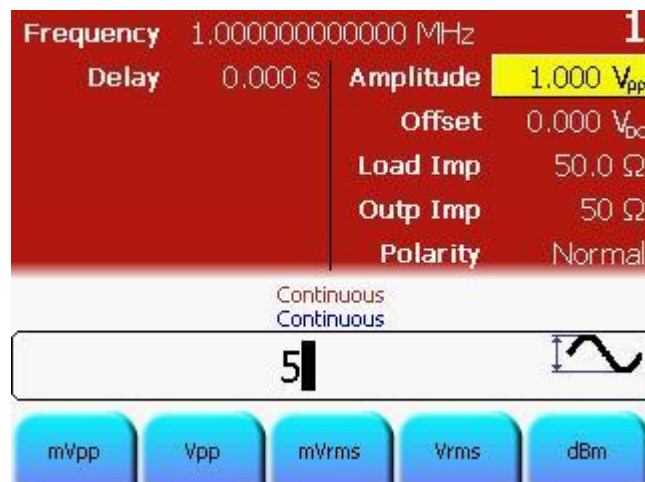 Frequency 1.000000000000 MHz 1
Delay 0.000 s Amplitude 1.000 Vpp
Offset 0.000 VDC
Load Imp 50.0 Ω
Outp Imp 50 Ω
Polarity Normal
Continuous
Continuous
5
mVpp Vpp mVrms Vrms dBm